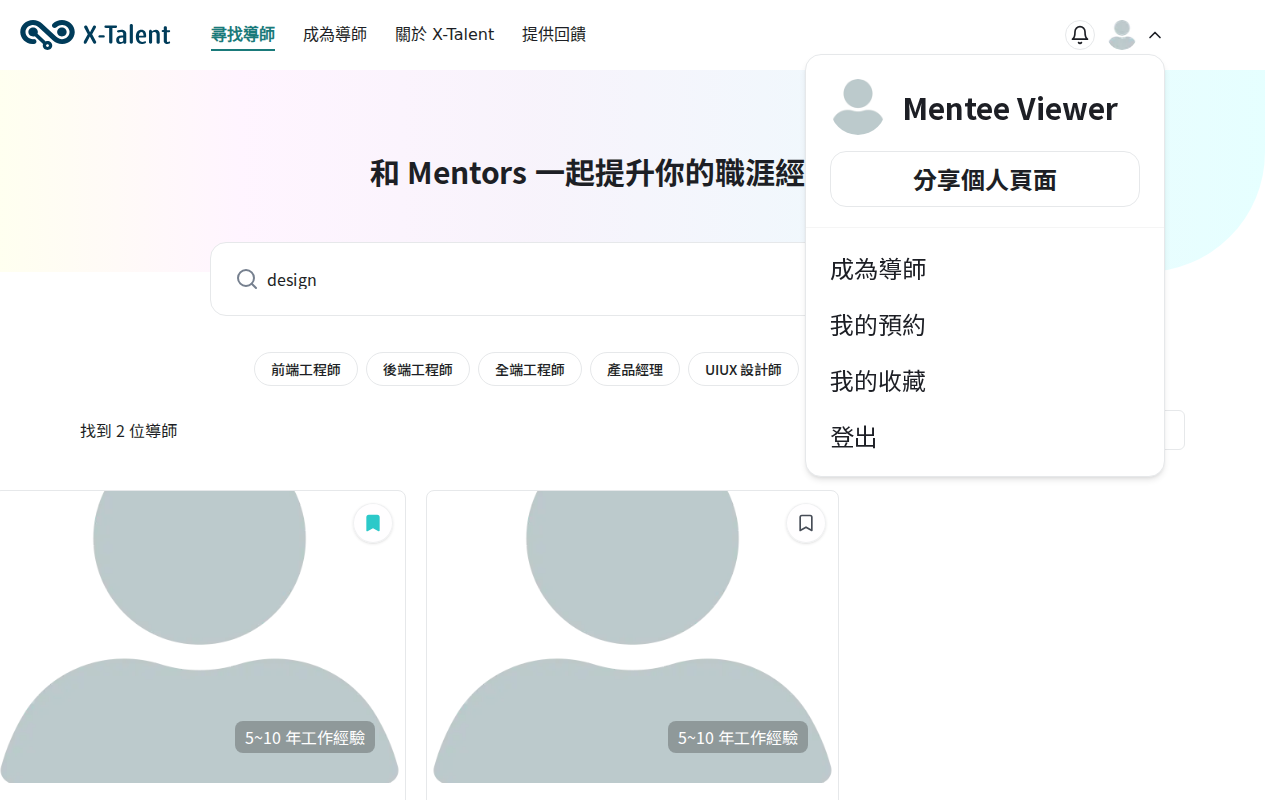 X-Talent
尋找導師
成為導師
關於 X-Talent
提供回饋
Mentee Viewer
分享個人頁面
成為導師
我的預約
我的收藏
登出
和 Mentors 一起提升你的職涯經
design
前端工程師
後端工程師
全端工程師
產品經理
UIUX 設計師
找到 2 位導師
5~10 年工作經驗
5~10 年工作經驗